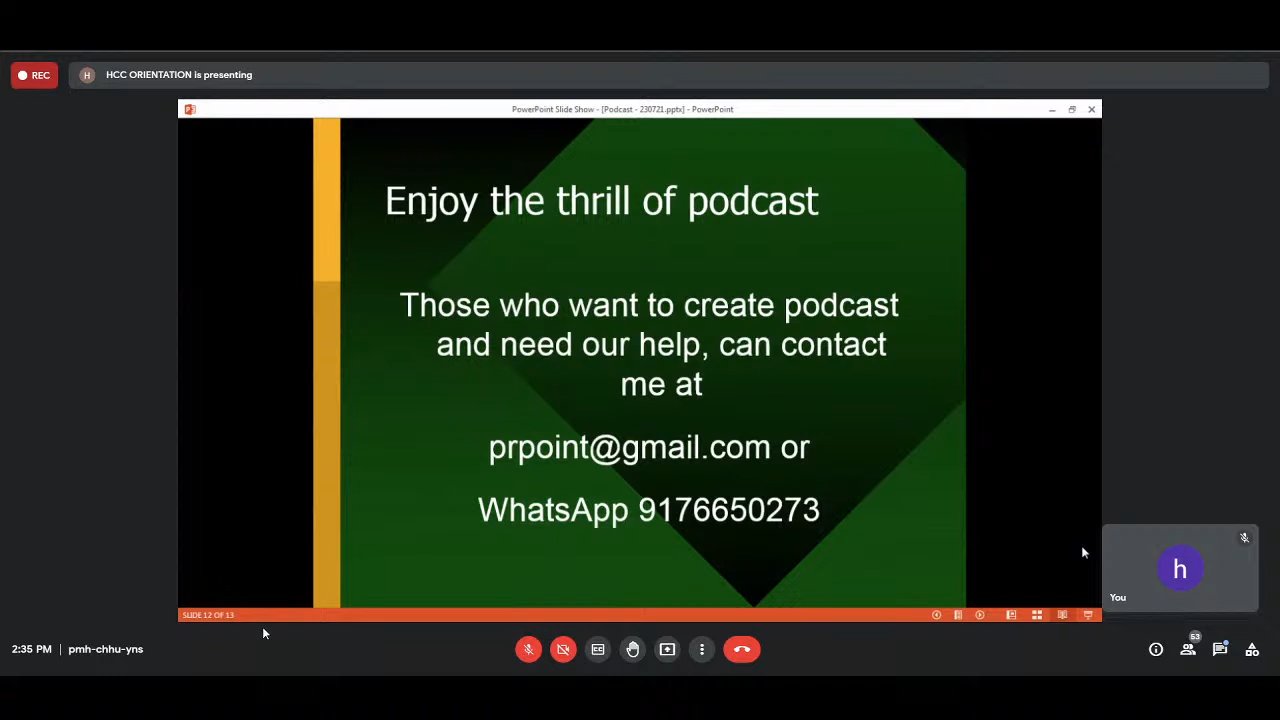 REC
H
HCC ORIENTATION is presenting
PowerPoint Slide Show - [Podcast - 230721.pptx] - PowerPoint
Enjoy the thrill of podcast
Those who want to create podcast
and need our help, can contact
me at
prpoint@gmail.com or
WhatsApp 9176650273
h
You
SLIDE 12 OF 13
2:35 PM | pmh-chhu-yns
CC
53